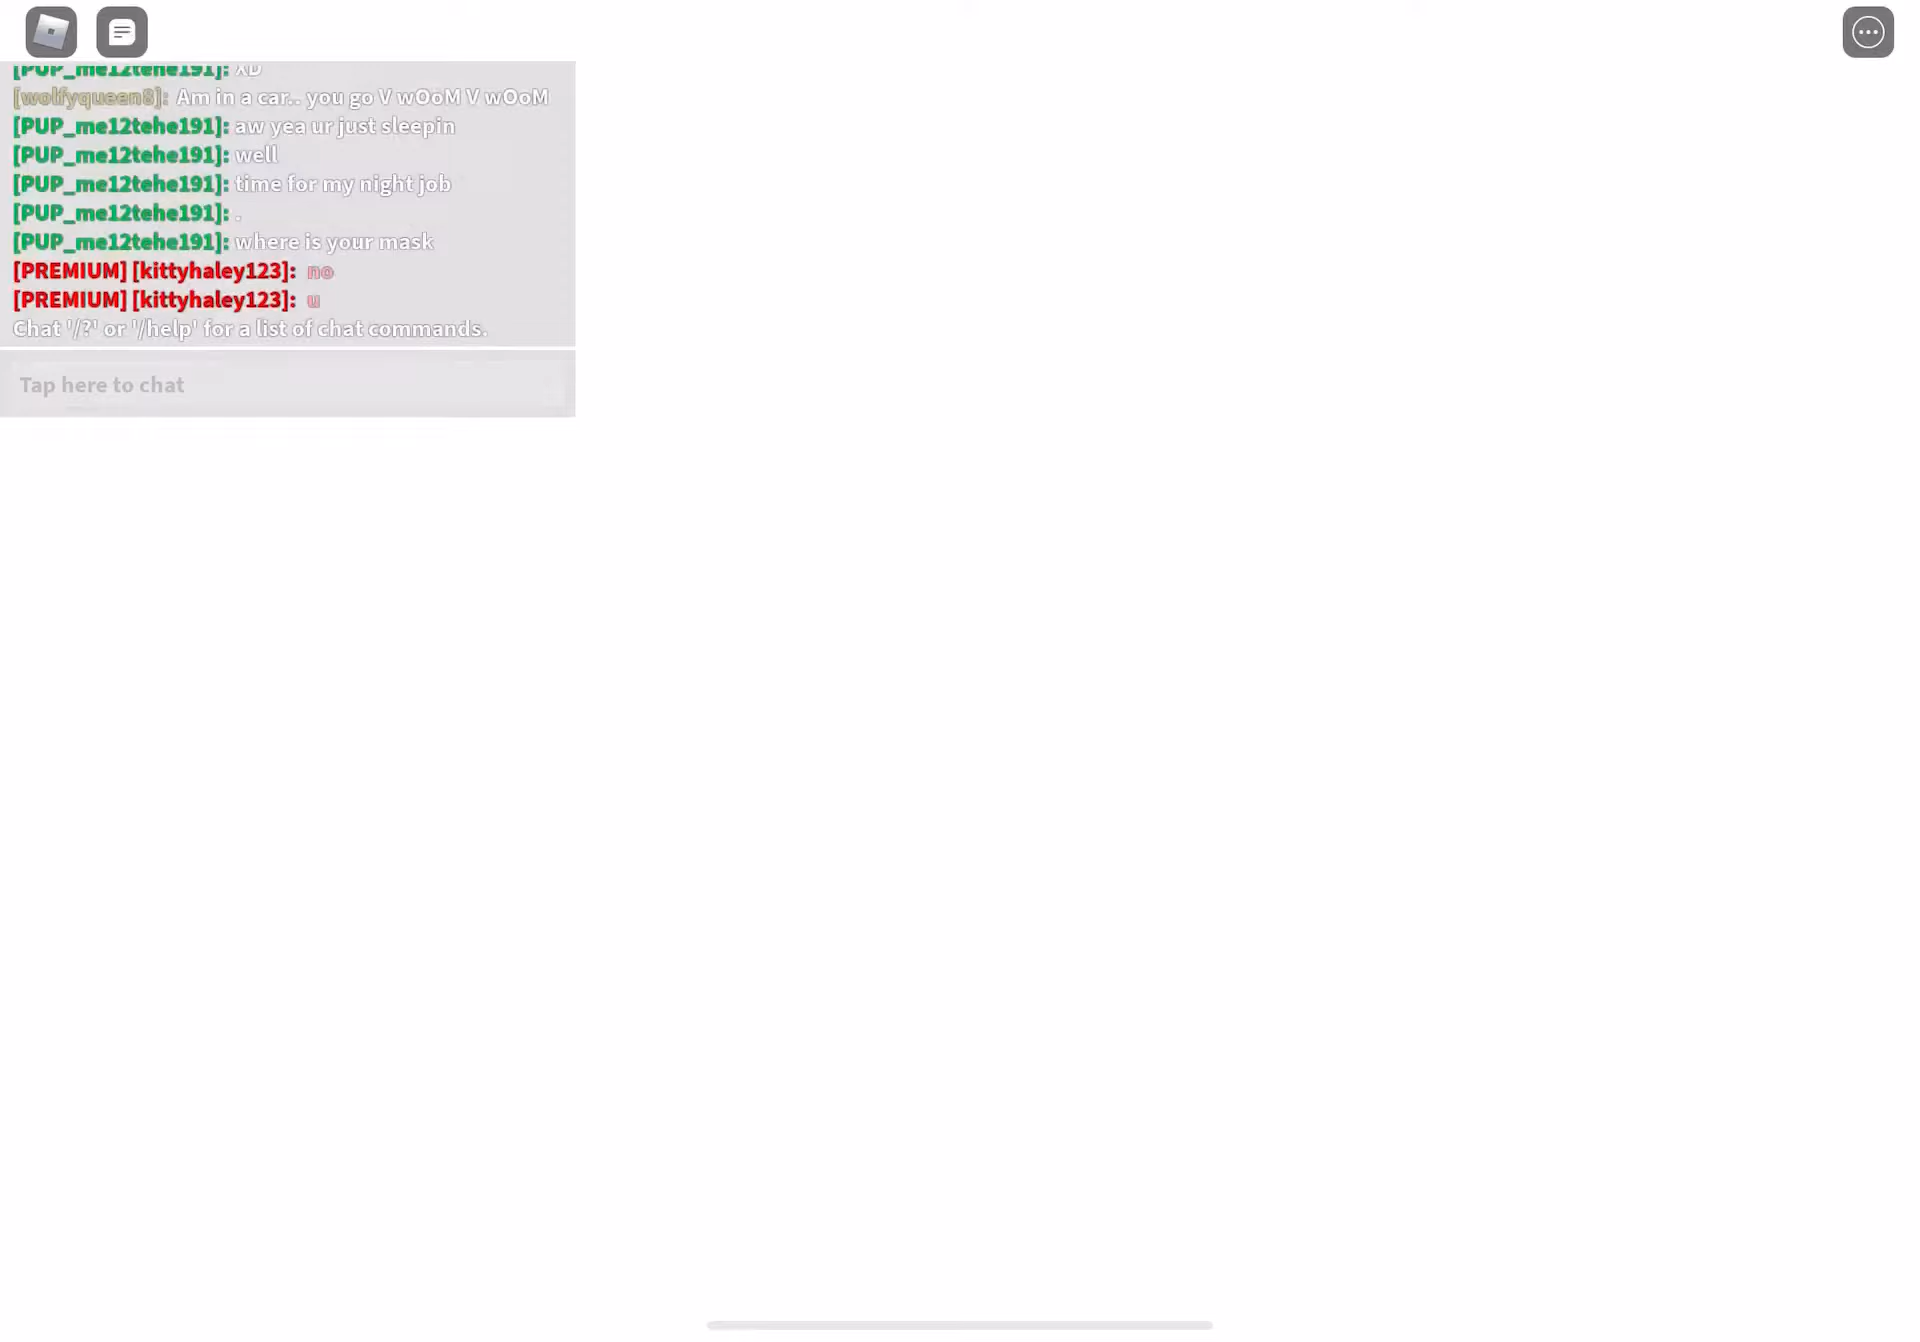 [PUP_me12tehe191]: XD
[wolfyqueen8]: Am in a car.. you go V wOoM V wOoM
[PUP_me12tehe191]: aw yea ur just sleepin
[PUP_me12tehe191]: well
[PUP_me12tehe191]: time for my night job
[PUP_me12tehe191]: .
[PUP_me12tehe191]: where is your mask
[PREMIUM] [kittyhaley123]: no
[PREMIUM] [kittyhaley123]: u
Chat '/?' or '/help' for a list of chat commands.
Tap here to chat